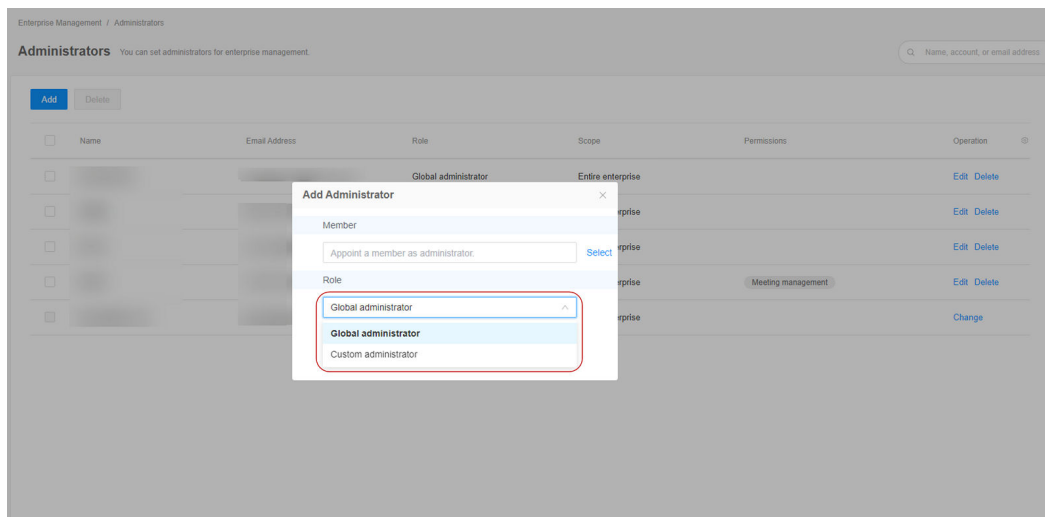 Enterprise Management / Administrators
Administrators You can set administrators for enterprise management.
Name, account, or email address
Add Delete
Name Email Address Role Scope Permissions Operation
Global administrator Entire enterprise Edit Delete
Add Administrator
Member
rprise Edit Delete
Appoint a member as administrator. Select
rprise Edit Delete
Role
rprise Meeting management Edit Delete
Global administrator
rprise Change
Global administrator
Custom administrator